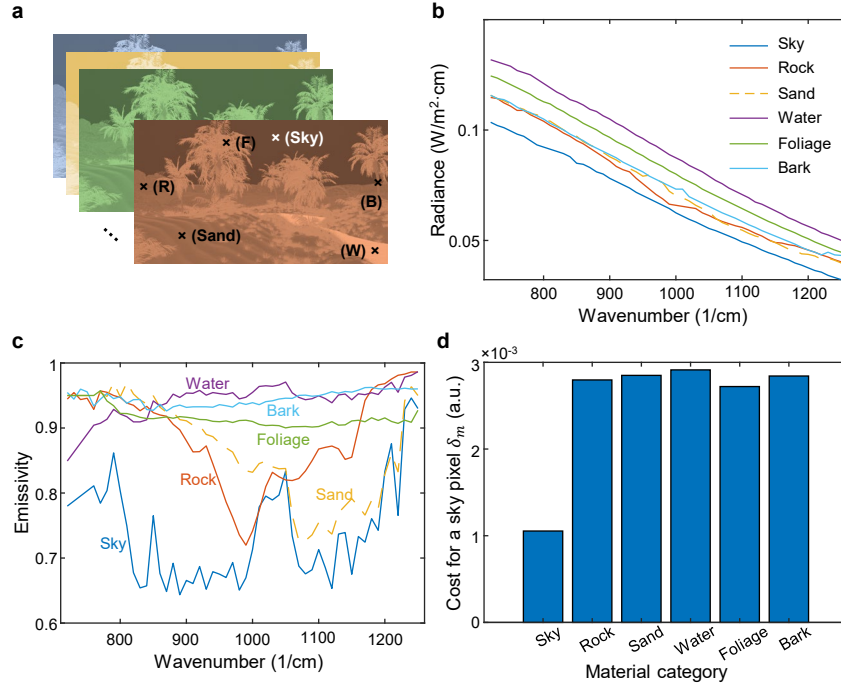 a
(F)
(Sky)
(R)
(B)
(Sand)
(W)
b
Sky
Rock
Sand
Water
Foliage
Bark
Radiance (W/m²·cm)
0.1
0.05
800 900 1000 1100 1200
Wavenumber (1/cm)
c
1
0.9
0.8
0.7
0.6
Emissivity
Water
Bark
Foliage
Rock
Sand
Sky
800 900 1000 1100 1200
Wavenumber (1/cm)
d
×10⁻³
3
2
1
0
Cost for a sky pixel δₘ (a.u.)
Sky Rock Sand Water Foliage Bark
Material category